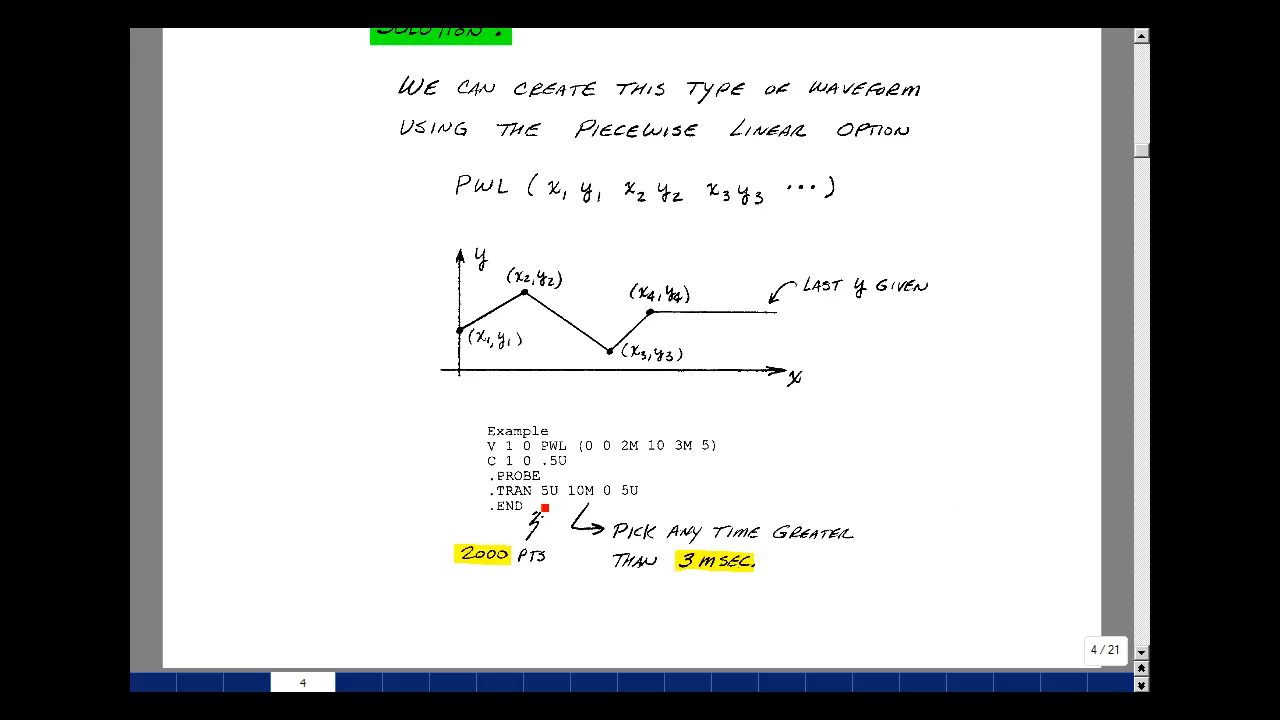 SOLUTION:
WE CAN CREATE THIS TYPE OF WAVEFORM
USING THE PIECEWISE LINEAR OPTION
PWL (x₁ y₁ x₂ y₂ x₃ y₃ ...)
y
(x₂,y₂)
(x₄,y₄)
LAST y GIVEN
(x₁,y₁)
(x₃,y₃)
x
Example
V 1 0 PWL (0 0 2M 10 3M 5)
C 1 0 .5U
.PROBE
.TRAN 5U 10M 0 5U
.END
PICK ANY TIME GREATER
THAN 3 MSEC.
2000 PTS
4 / 21
4